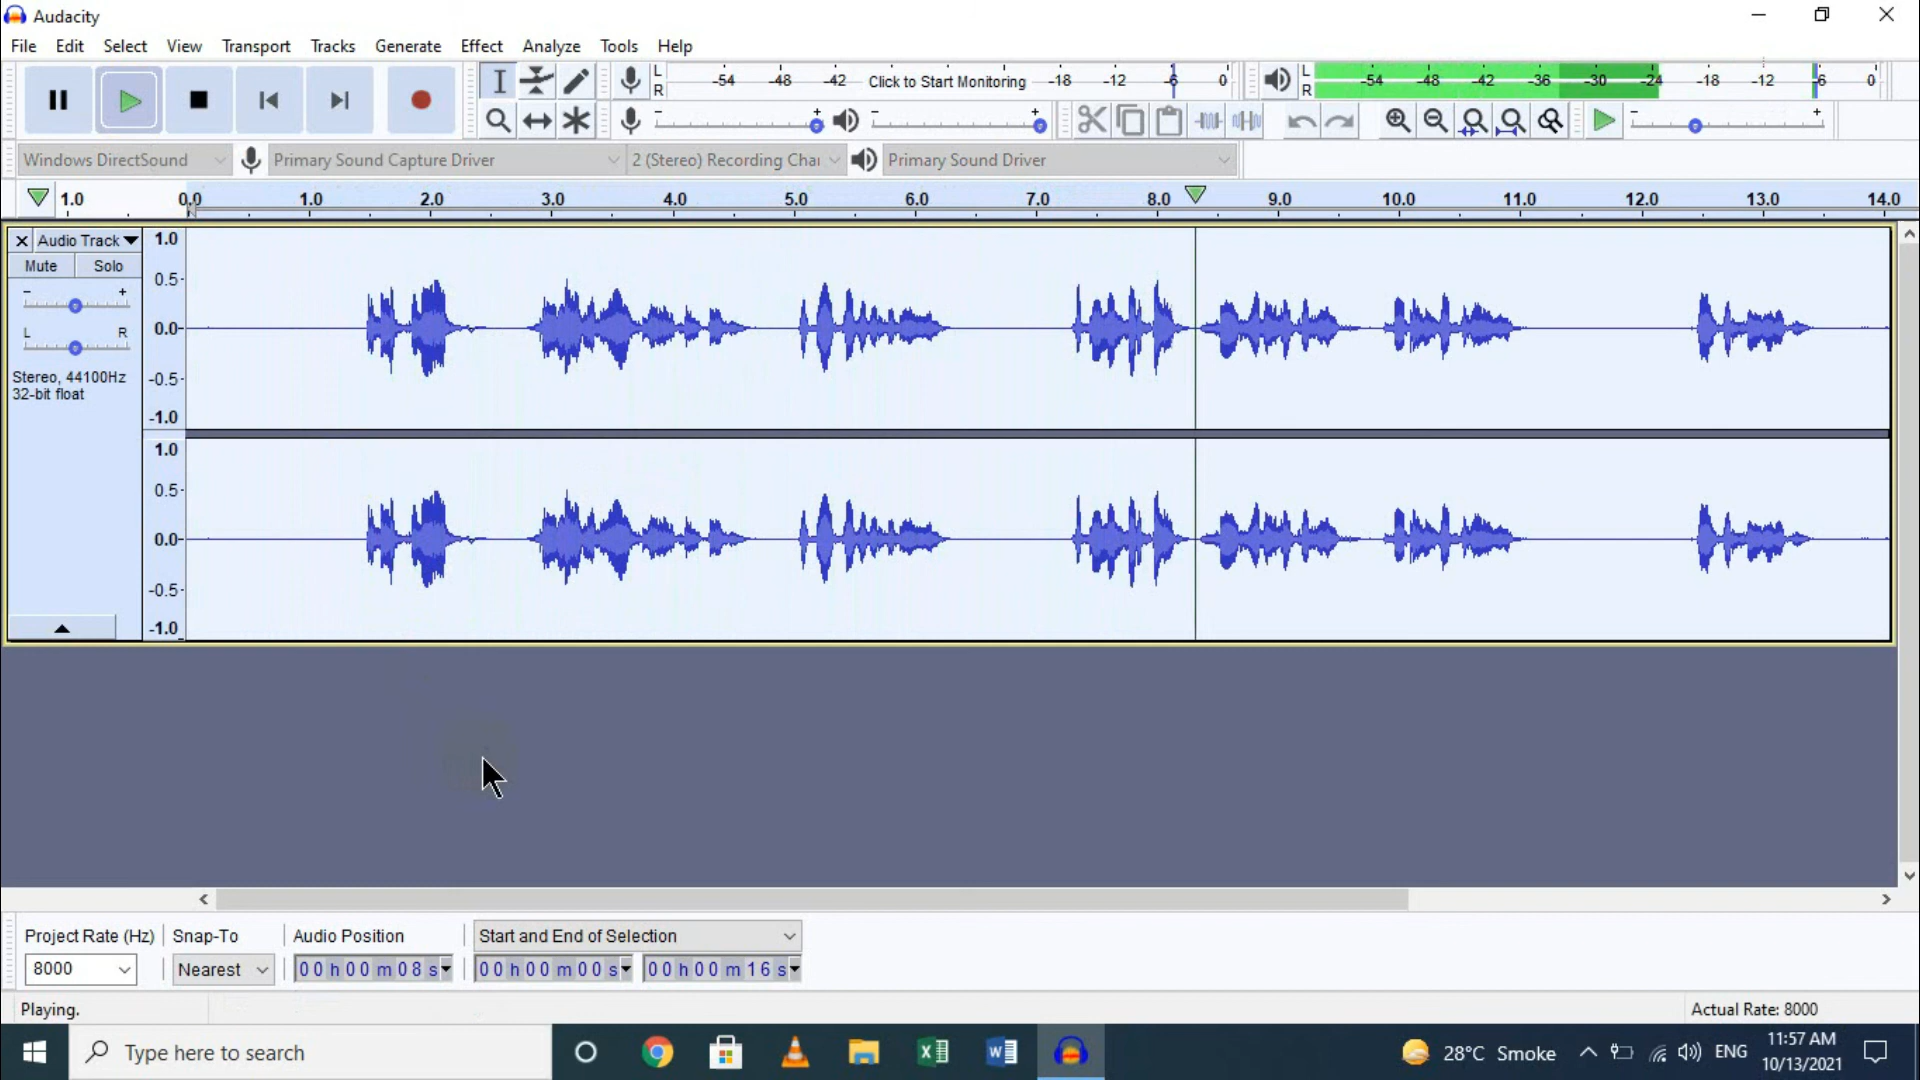 Audacity
File Edit Select View Transport Tracks Generate Effect Analyze Tools Help
L R -54 -48 -42 Click to Start Monitoring -18 -12 -6 0 L R -54 -48 -42 -36 -30 -24 -18 -12 -6 0
- + - + - +
Windows DirectSound Primary Sound Capture Driver 2 (Stereo) Recording Chai Primary Sound Driver
1.0 0.0 1.0 2.0 3.0 4.0 5.0 6.0 7.0 8.0 9.0 10.0 11.0 12.0 13.0 14.0
Audio Track 1.0
Mute Solo
- + 0.5
L R 0.0
Stereo, 44100Hz -0.5
32-bit float
-1.0
1.0
0.5
0.0
-0.5
-1.0
Project Rate (Hz) Snap-To Audio Position Start and End of Selection
8000 Nearest 00 h 00 m 08 s 00 h 00 m 00 s 00 h 00 m 16 s
Playing. Actual Rate: 8000
Type here to search 28°C Smoke ENG 11:57 AM
10/13/2021